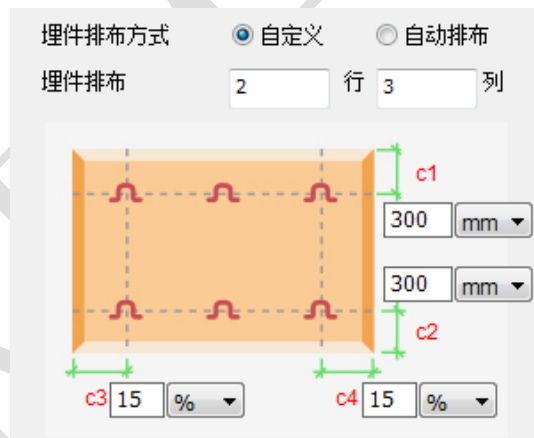 埋件排布方式 自定义 自动排布
埋件排布 2 行 3 列
c1
300 mm
300 mm
c2
c3 15 % c4 15 %